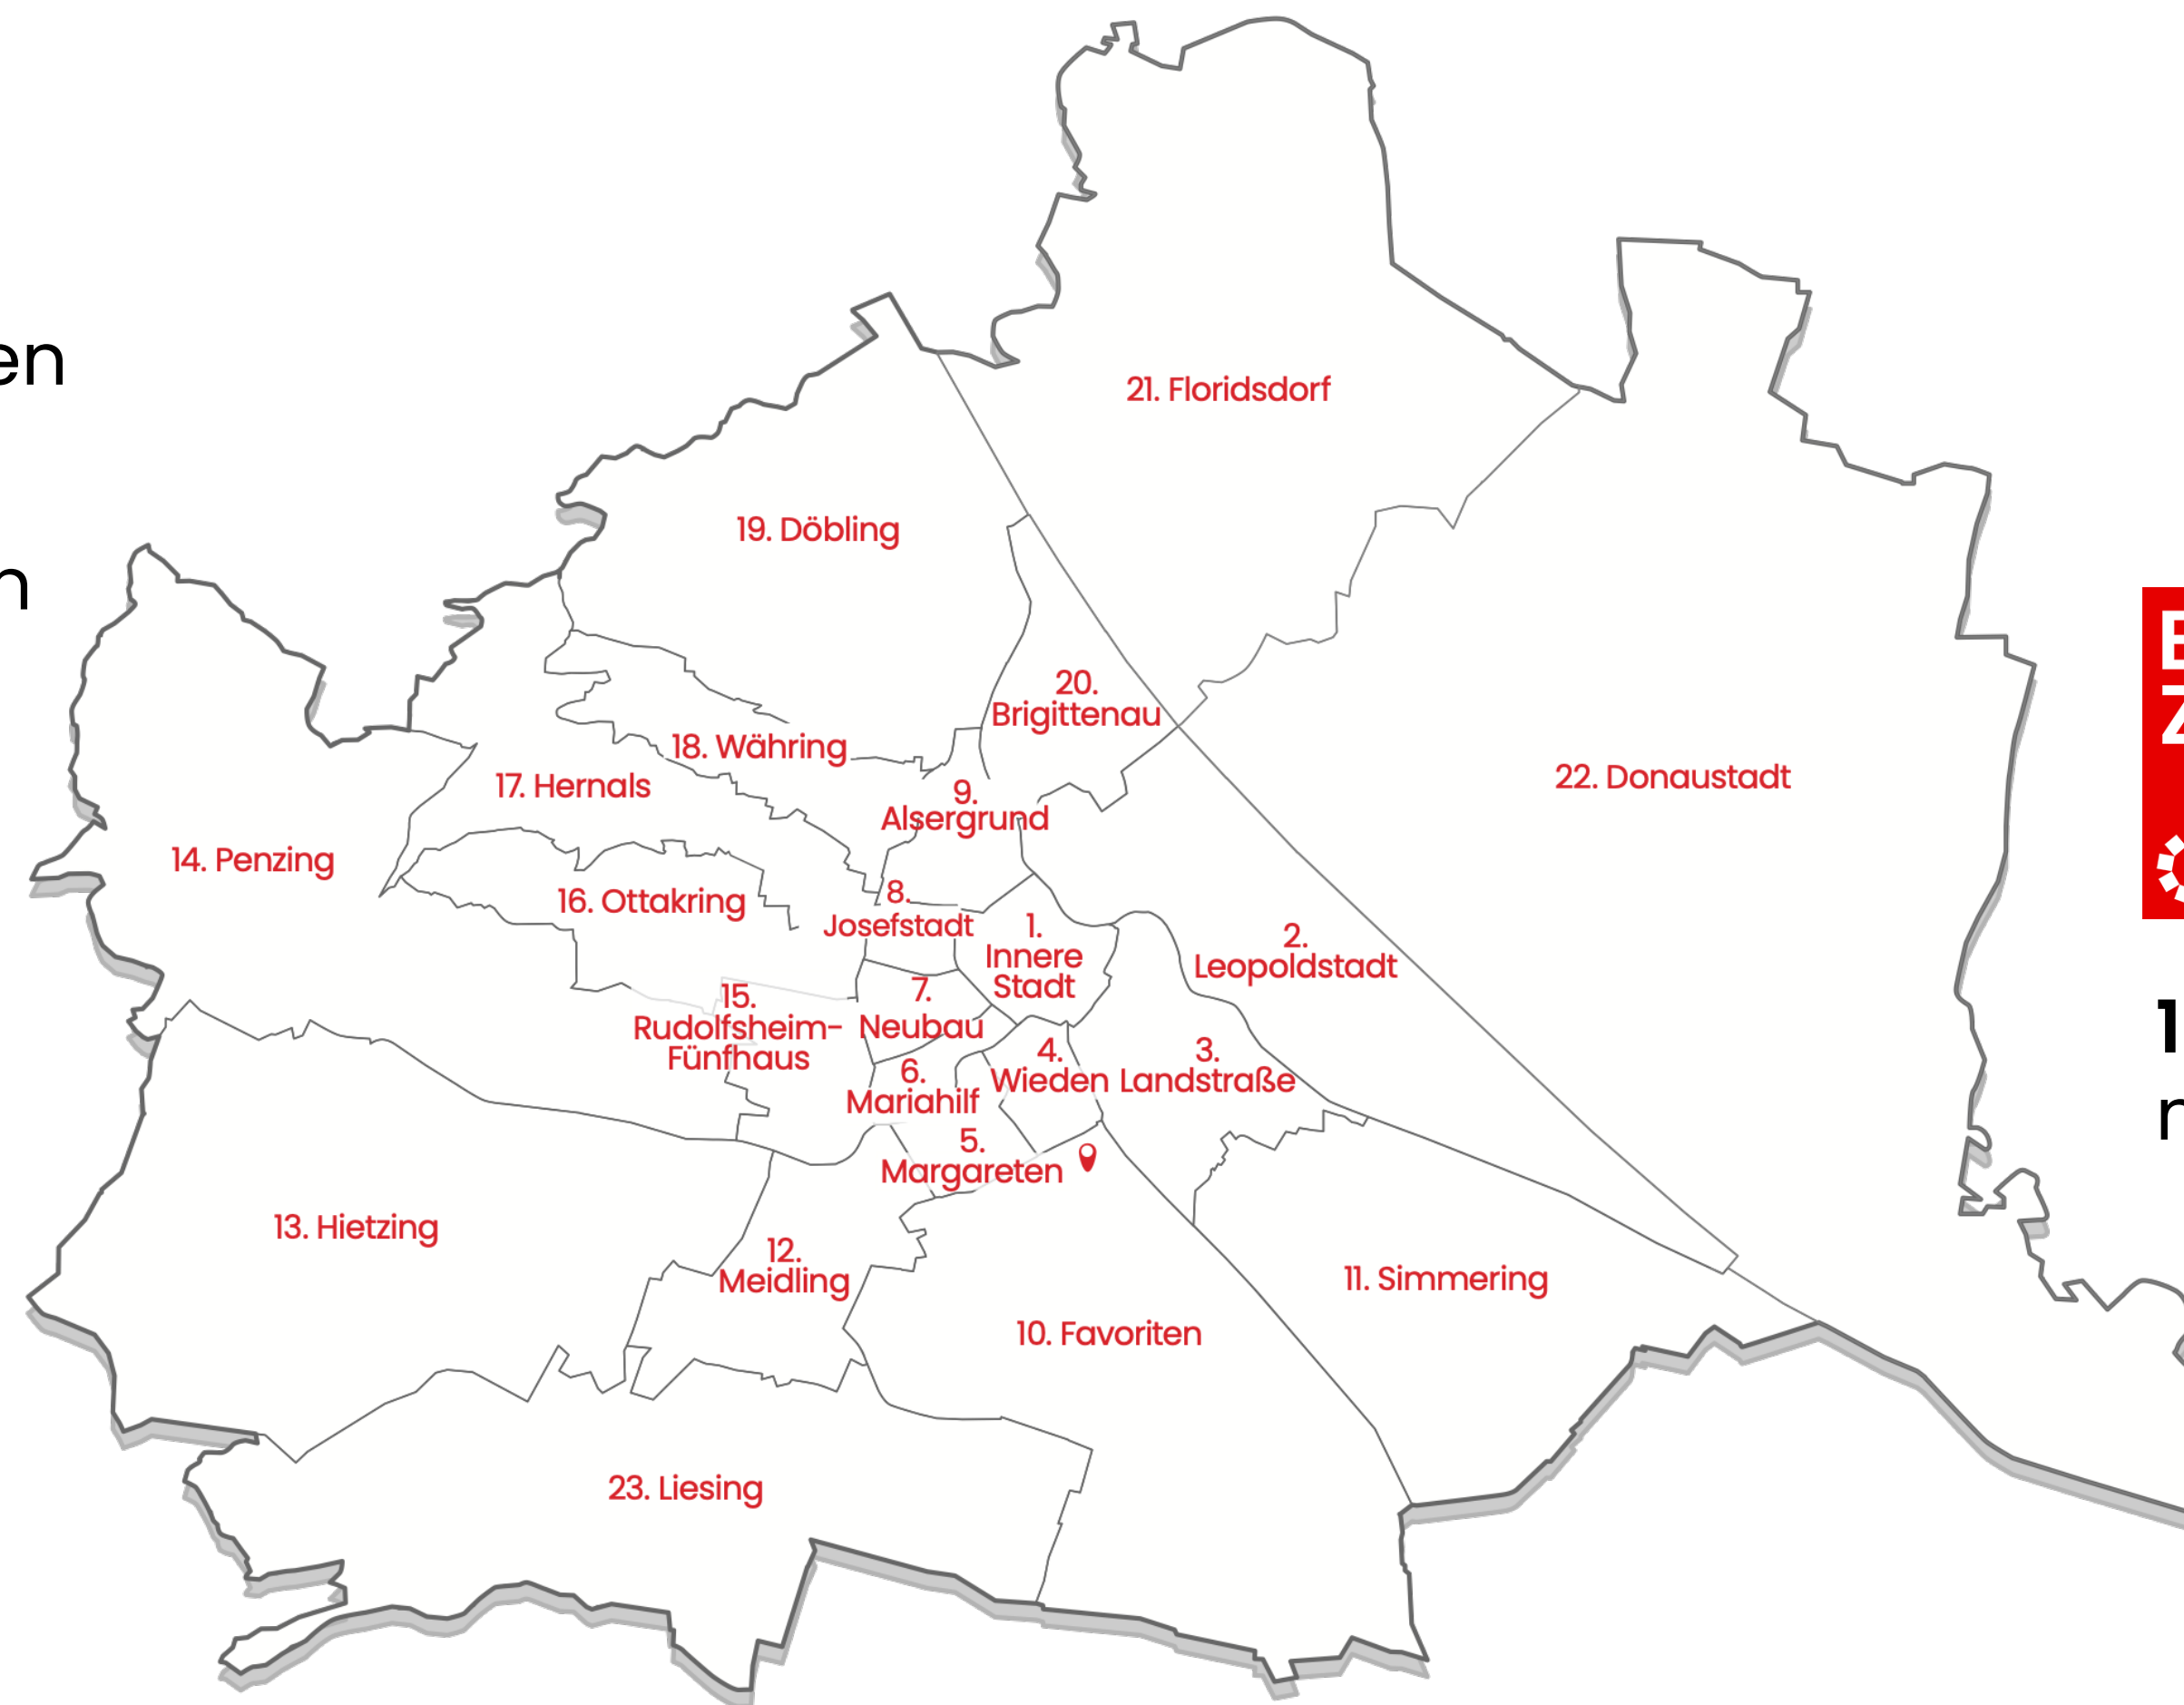 en
n
21. Floridsdorf
19. Döbling
20.
Brigittenau
18. Währing
22. Donaustadt
17. Hernals
9.
Alsergrund
14. Penzing
16. Ottakring
8.
Josefstadt
1.
Innere
Stadt
2.
Leopoldstadt
15.
Rudolfsheim-
Fünfhaus
7.
Neubau
4.
Wieden
3.
Landstraße
6.
Mariahilf
5.
Margareten
13. Hietzing
12.
Meidling
11. Simmering
10. Favoriten
23. Liesing
Z
1